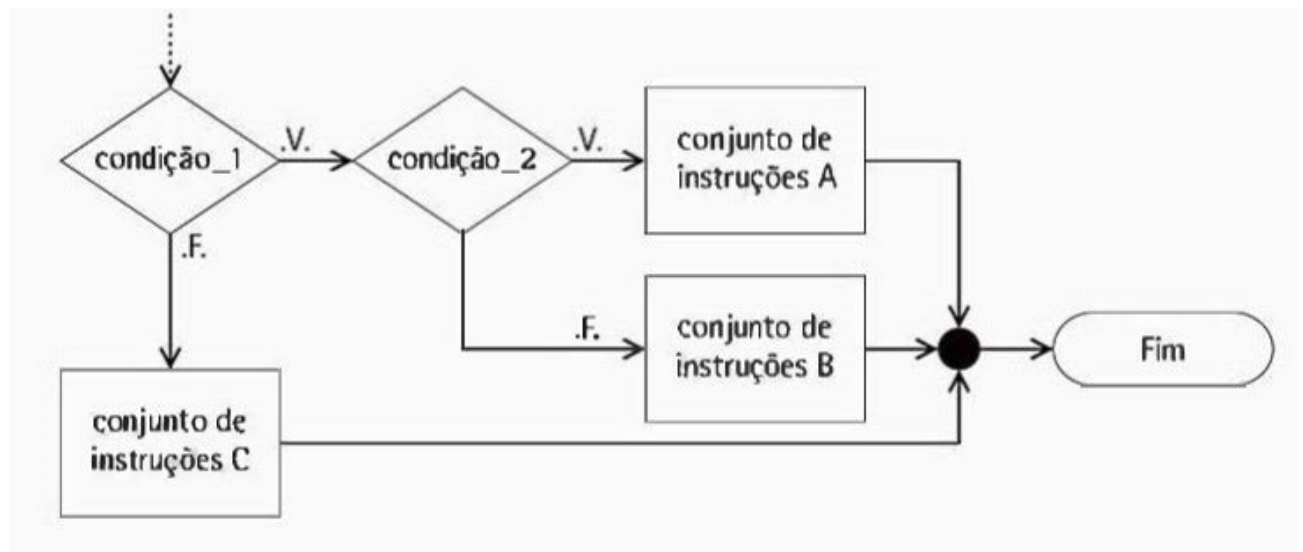 condição_1
.V.
condição_2
.V.
conjunto de
instruções A
.F.
.F.
conjunto de
instruções B
Fim
conjunto de
instruções C